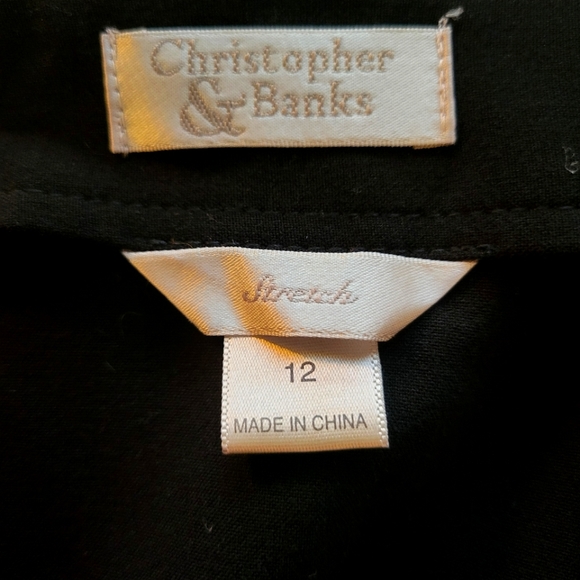 Christopher
& Banks
Stretch
12
MADE IN CHINA